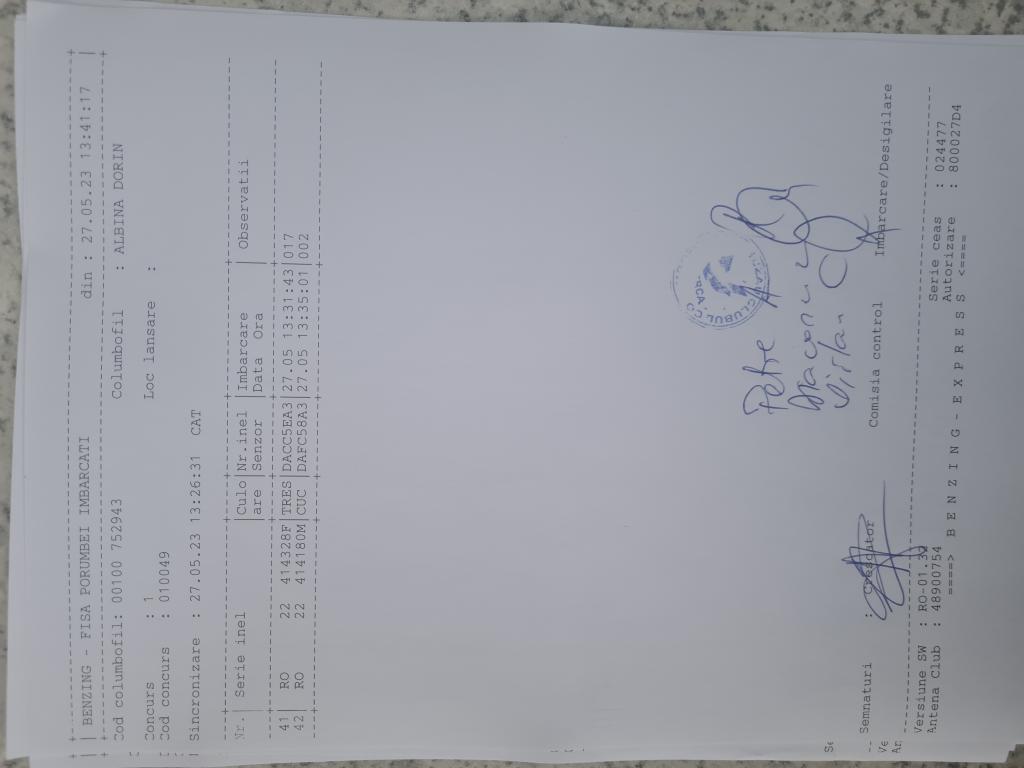 +-----------------------------------------------------------------------+
| BENZING - FISA PORUMBEI IMBARCATI din : 27.05.23 13:41:17 |
+-----------------------------------------------------------------------+
Cod columbofil: 00100 752943 Columbofil : ALBINA DORIN
Concurs : 1 Loc lansare :
Cod concurs : 010049
Sincronizare : 27.05.23 13:26:31 CAT
Nr.| Serie inel |Culo|Nr.inel |Imbarcare | Observatii
|are |Senzor |Data Ora |
41| RO 22 414328F|TRES|DACC5EA3|27.05 13:31:43|017
42| RO 22 414180M|CUC |DAFC58A3|27.05 13:35:01|002
Petre
Semnaturi : Crescator Comisia control Imbarcare/Desigilare
Versiune SW : RO-01.32 Serie ceas : 024477
Antena Club : 48900754 Autorizare : 800027D4
====> B E N Z I N G - E X P R E S S <====